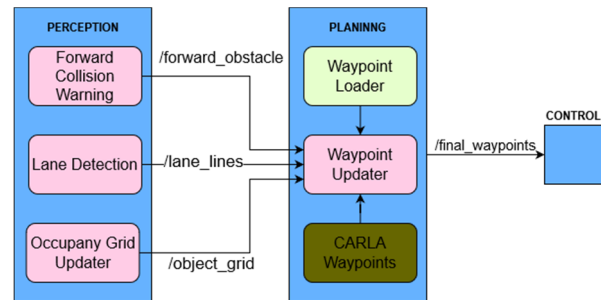 PERCEPTION
Forward
Collision
Warning
Lane Detection
Occupany Grid
Updater
/forward_obstacle
/lane_lines
/object_grid
PLANINNG
Waypoint
Loader
Waypoint
Updater
CARLA
Waypoints
/final_waypoints
CONTROL